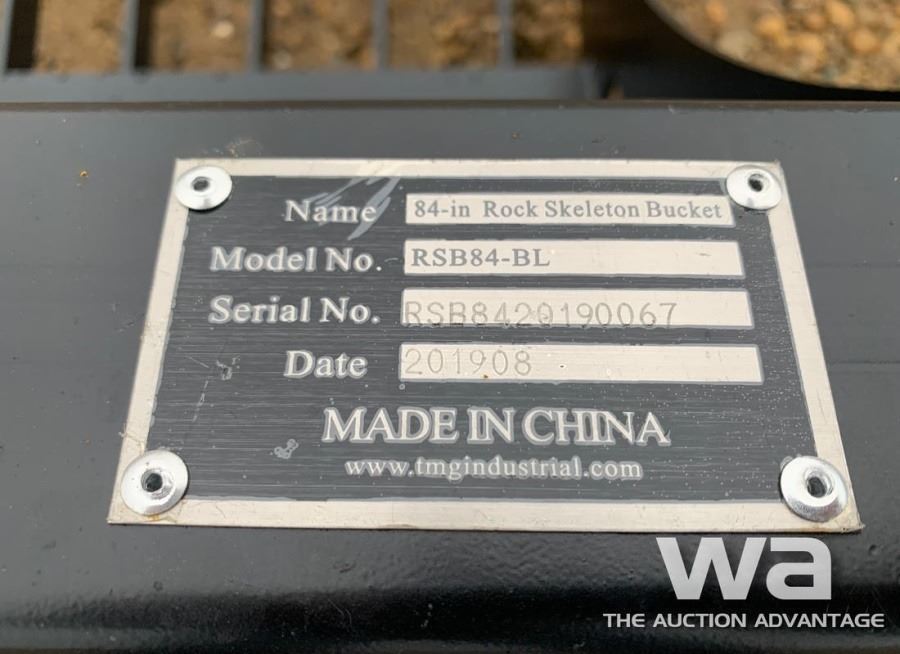 Name 84-in Rock Skeleton Bucket
Model No. RSB84-BL
Serial No. RSB8420190067
Date 201908
MADE IN CHINA
www.tmgindustrial.com
wa
THE AUCTION ADVANTAGE